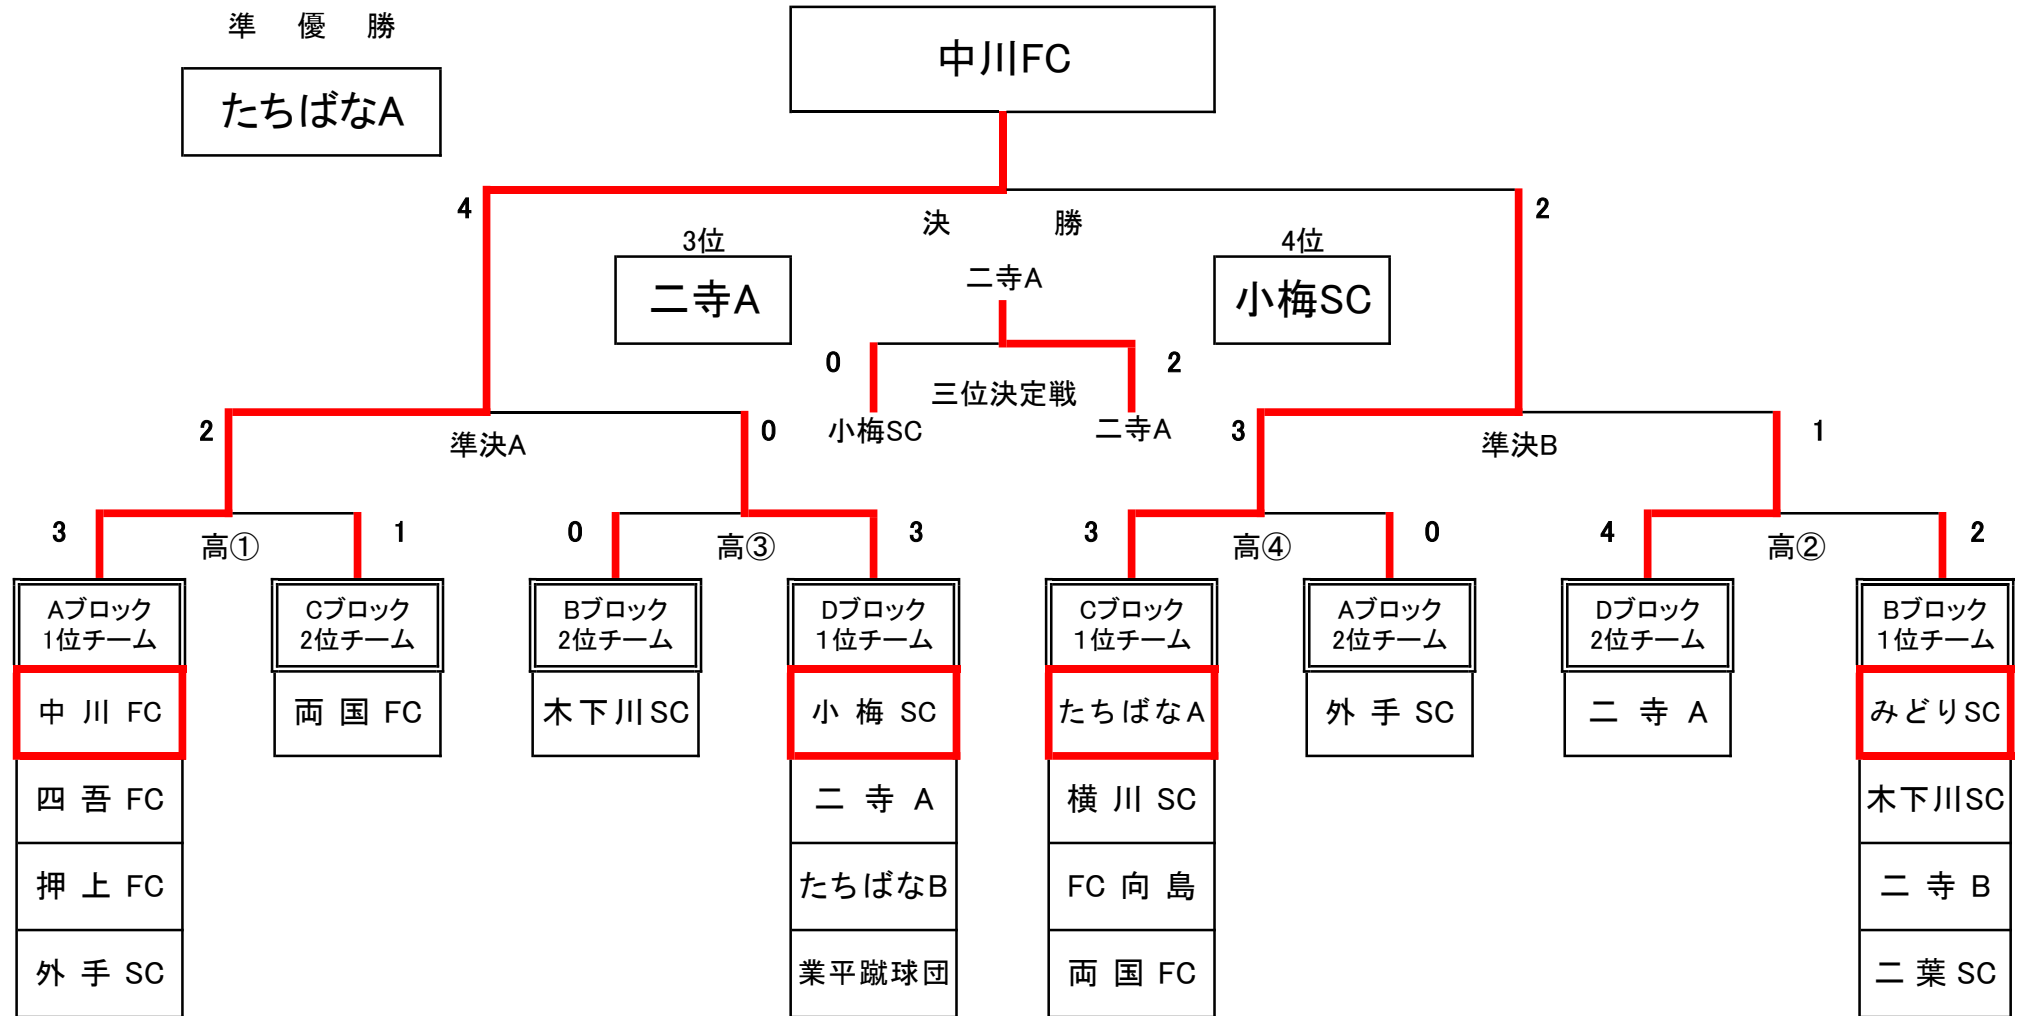 準 優 勝
中川FC
たちばなA
4
2
決 勝
3位
4位
二寺A
二寺A
小梅SC
0
2
三位決定戦
小梅SC
二寺A
2
0
準決A
3
1
準決B
3
高①
1
0
高③
3
3
高④
0
4
高②
2
Aブロック
1位チーム
Cブロック
2位チーム
Bブロック
2位チーム
Dブロック
1位チーム
Cブロック
1位チーム
Aブロック
2位チーム
Dブロック
2位チーム
Bブロック
1位チーム
中 川 FC
両 国 FC
木下川SC
小 梅 SC
たちばなA
外 手 SC
二 寺 A
みどりSC
四 吾 FC
二 寺 A
横 川 SC
木下川SC
押 上 FC
たちばなB
FC 向 島
二 寺 B
外 手 SC
業平蹴球団
両 国 FC
二 葉 SC